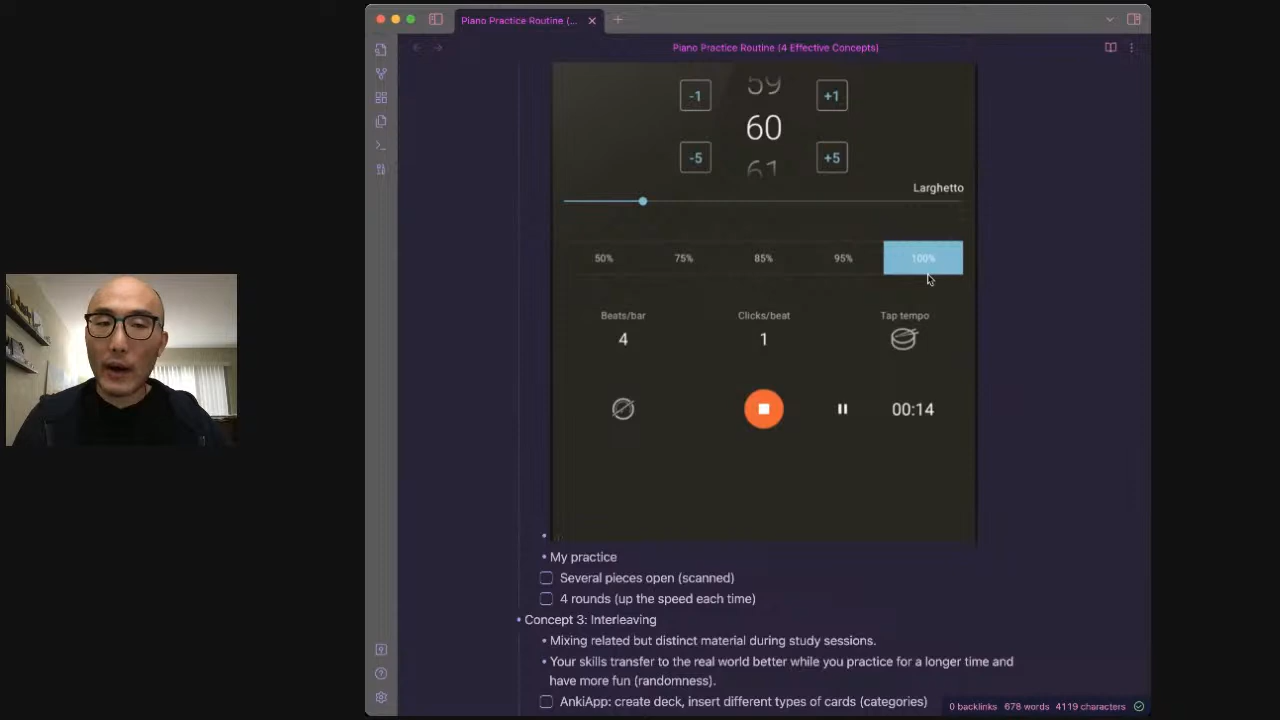 Piano Practice Routine (...
Piano Practice Routine (4 Effective Concepts)
59
-1
60
+1
-5
61
+5
Larghetto
50%
75%
85%
95%
100%
Beats/bar
Clicks/beat
Tap tempo
4
1
00:14
• My practice
Several pieces open (scanned)
4 rounds (up the speed each time)
• Concept 3: Interleaving
• Mixing related but distinct material during study sessions.
• Your skills transfer to the real world better while you practice for a longer time and
have more fun (randomness).
AnkiApp: create deck, insert different types of cards (categories)
0 backlinks 678 words 4119 characters